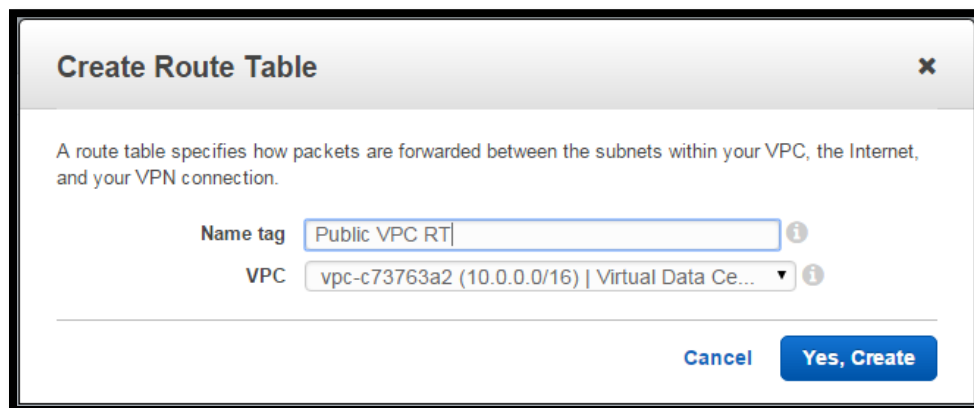 Create Route Table
A route table specifies how packets are forwarded between the subnets within your VPC, the Internet,
and your VPN connection.
Name tag Public VPC RT
VPC vpc-c73763a2 (10.0.0.0/16) | Virtual Data Ce...
Cancel Yes, Create